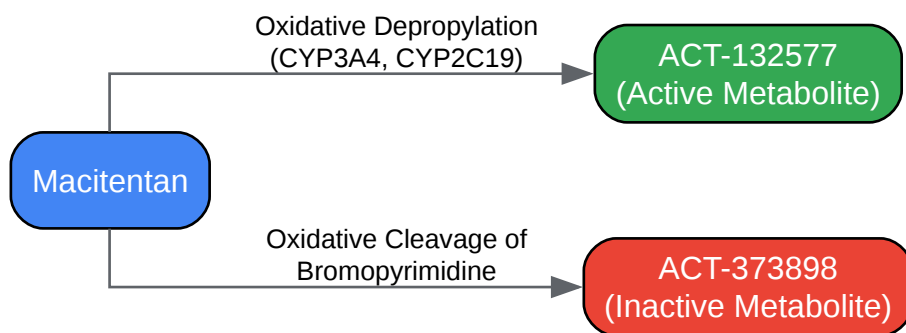 Oxidative Depropylation
(CYP3A4, CYP2C19)
ACT-132577
(Active Metabolite)
Macitentan
Oxidative Cleavage of
Bromopyrimidine
ACT-373898
(Inactive Metabolite)